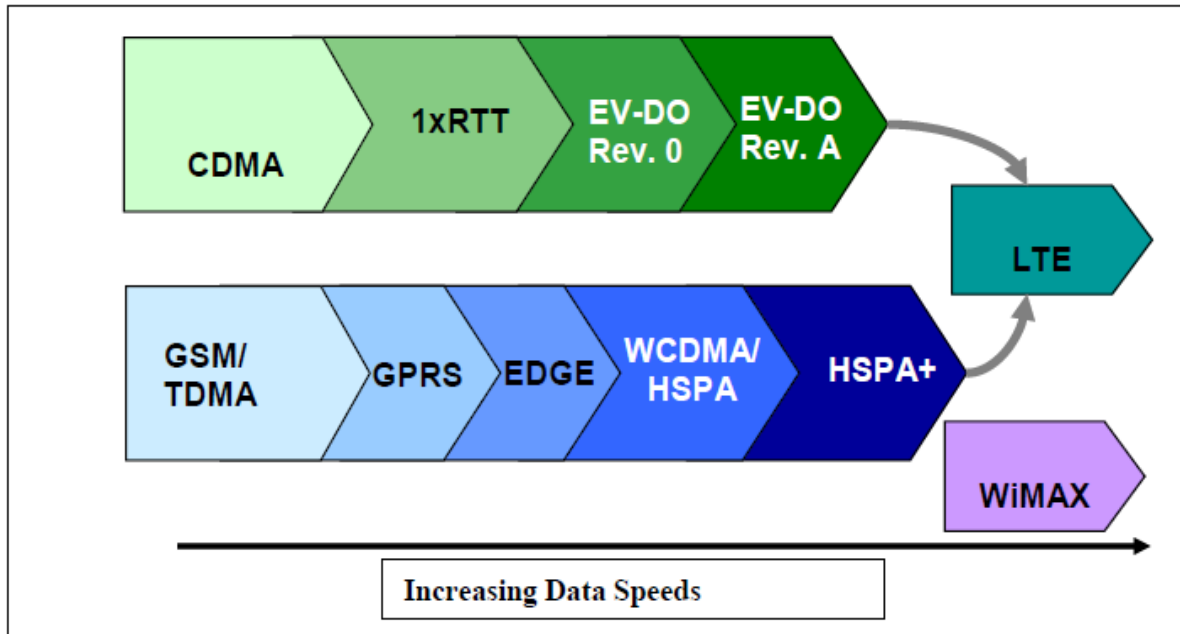 CDMA
1xRTT
EV-DO
Rev. 0
EV-DO
Rev. A
LTE
GSM/
TDMA
GPRS
EDGE
WCDMA/
HSPA
HSPA+
WiMAX
Increasing Data Speeds